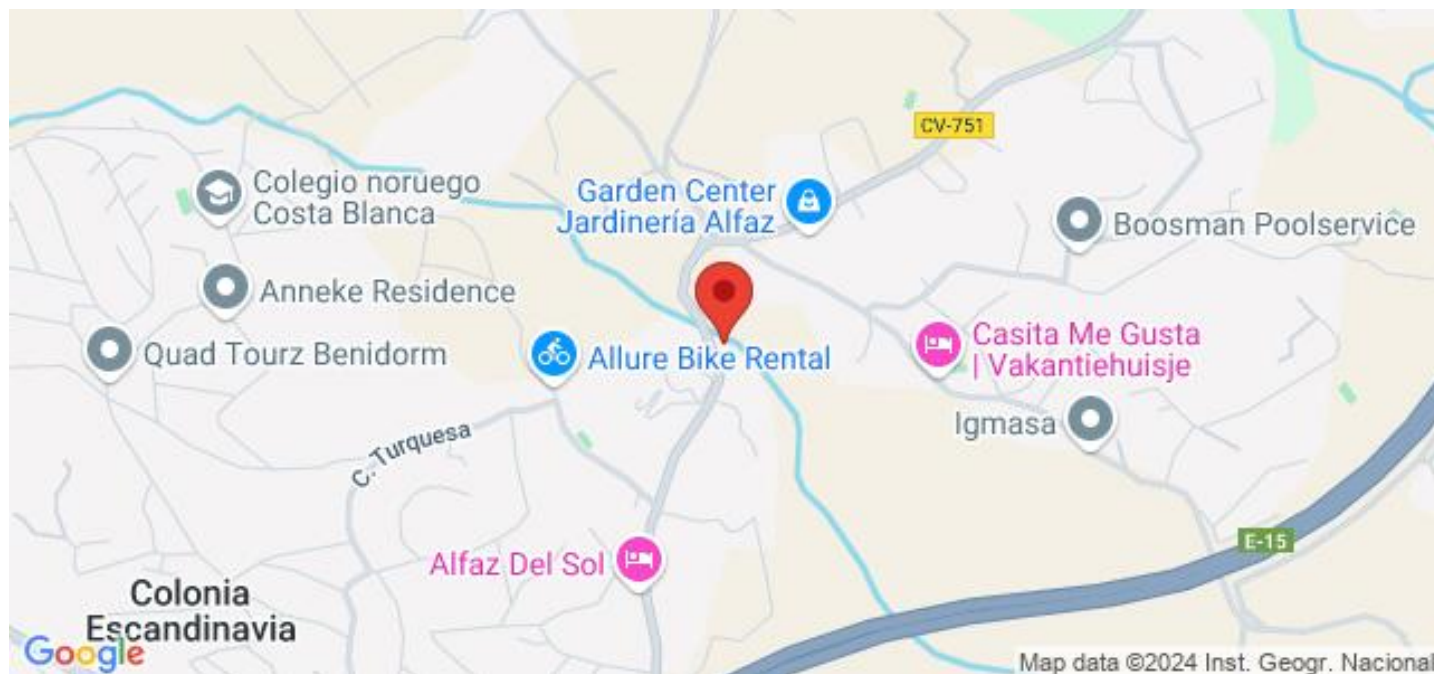 CV-751
Colegio noruego
Costa Blanca
Garden Center
Jardinería Alfaz
Boosman Poolservice
Anneke Residence
Quad Tourz Benidorm
Allure Bike Rental
Casita Me Gusta
| Vakantiehuisje
Igmasa
C. Turquesa
E-15
Alfaz Del Sol
Colonia
Escandinavia
Google
Map data ©2024 Inst. Geogr. Nacional